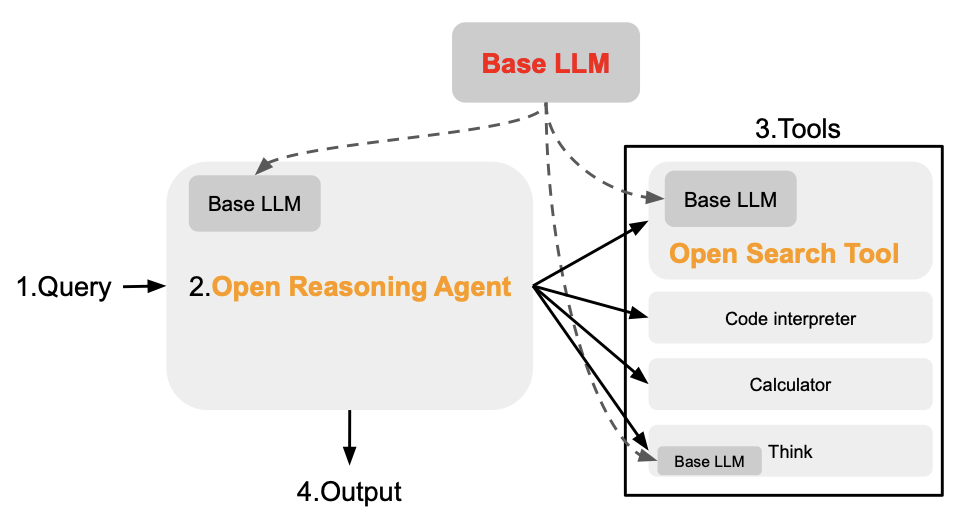 Base LLM
3.Tools
Base LLM
Base LLM
Open Search Tool
1.Query
2.Open Reasoning Agent
Code interpreter
Calculator
Think
Base LLM
4.Output